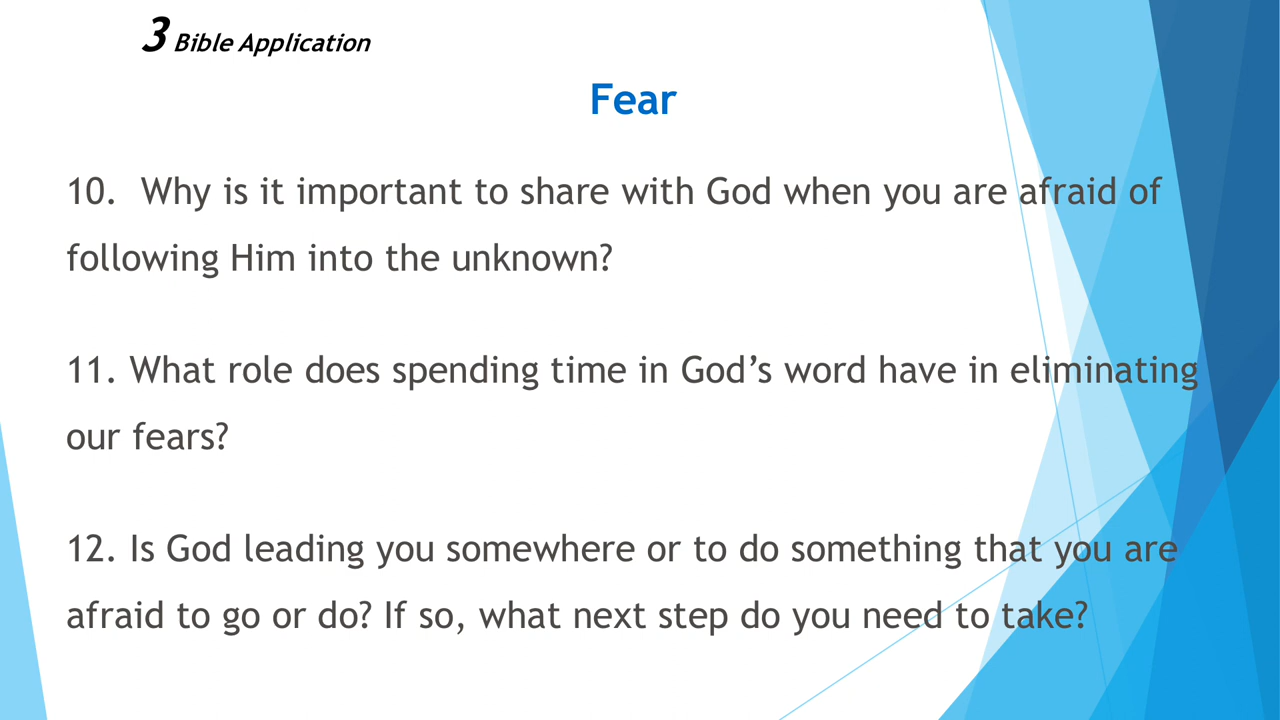 3 Bible Application
Fear
10. Why is it important to share with God when you are afraid of
following Him into the unknown?
11. What role does spending time in God’s word have in eliminating
our fears?
12. Is God leading you somewhere or to do something that you are
afraid to go or do? If so, what next step do you need to take?